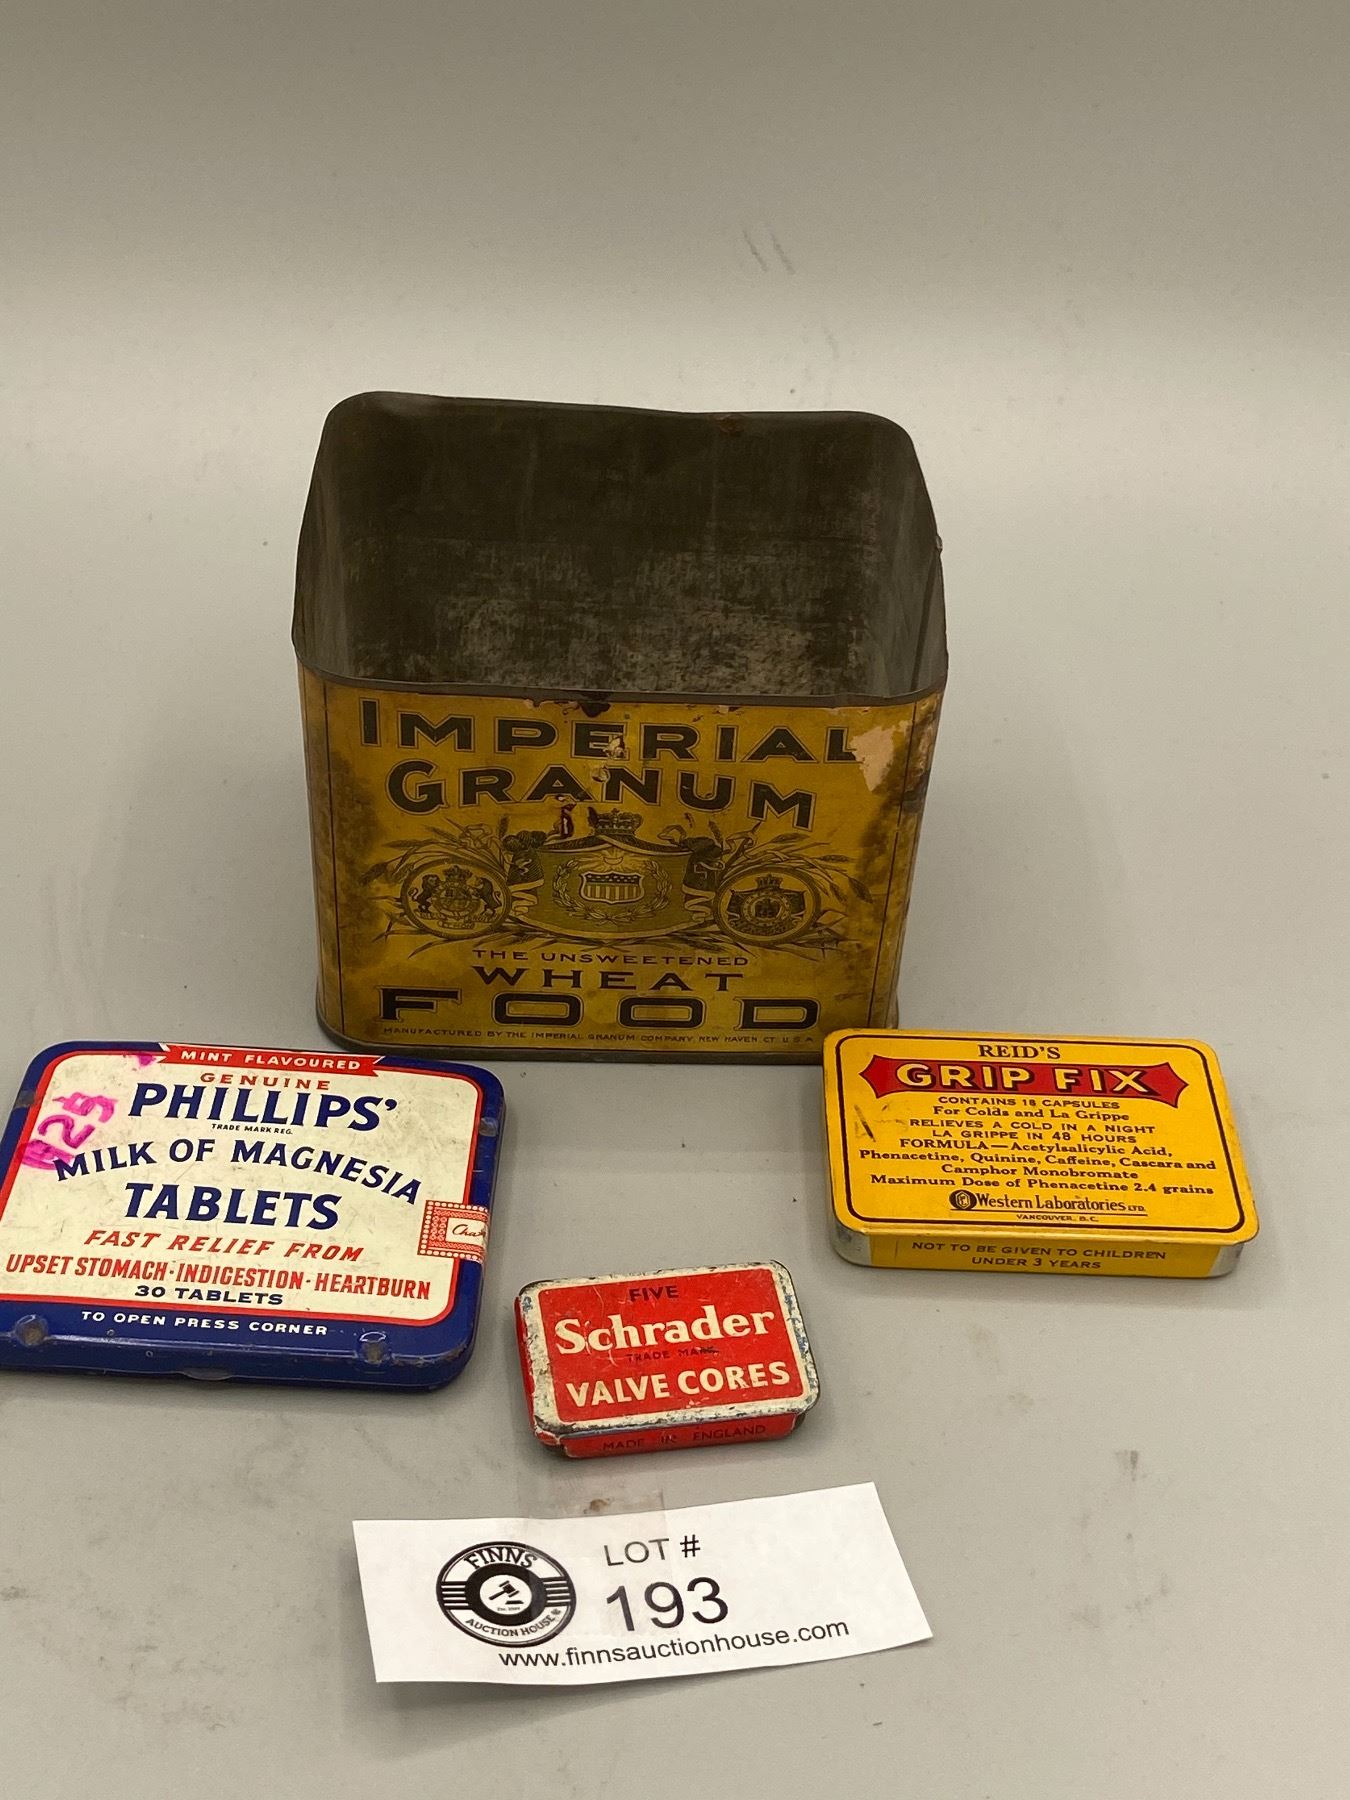 IMPERIAL
GRANUM
THE UNSWEETENED
WHEAT
FOOD
MANUFACTURED BY THE IMPERIAL GRANUM COMPANY, NEW HAVEN CT U.S.A
MINT FLAVOURED
GENUINE
PHILLIPS'
TRADE MARK REG.
MILK OF MAGNESIA
TABLETS
FAST RELIEF FROM
UPSET STOMACH·INDIGESTION·HEARTBURN
30 TABLETS
TO OPEN PRESS CORNER
REID'S
GRIP FIX
CONTAINS 18 CAPSULES
For Colds and La Grippe
RELIEVES A COLD IN A NIGHT
LA GRIPPE IN 48 HOURS
FORMULA—Acetylsalicylic Acid,
Phenacetine, Quinine, Caffeine, Cascara and
Camphor Monobromate
Maximum Dose of Phenacetine 2.4 grains
Western Laboratories LTD.
VANCOUVER, B.C.
NOT TO BE GIVEN TO CHILDREN
UNDER 3 YEARS
FIVE
Schrader
TRADE MARK
VALVE CORES
MADE IN ENGLAND
FINNS
AUCTION HOUSE
LOT #
193
www.finnsauctionhouse.com